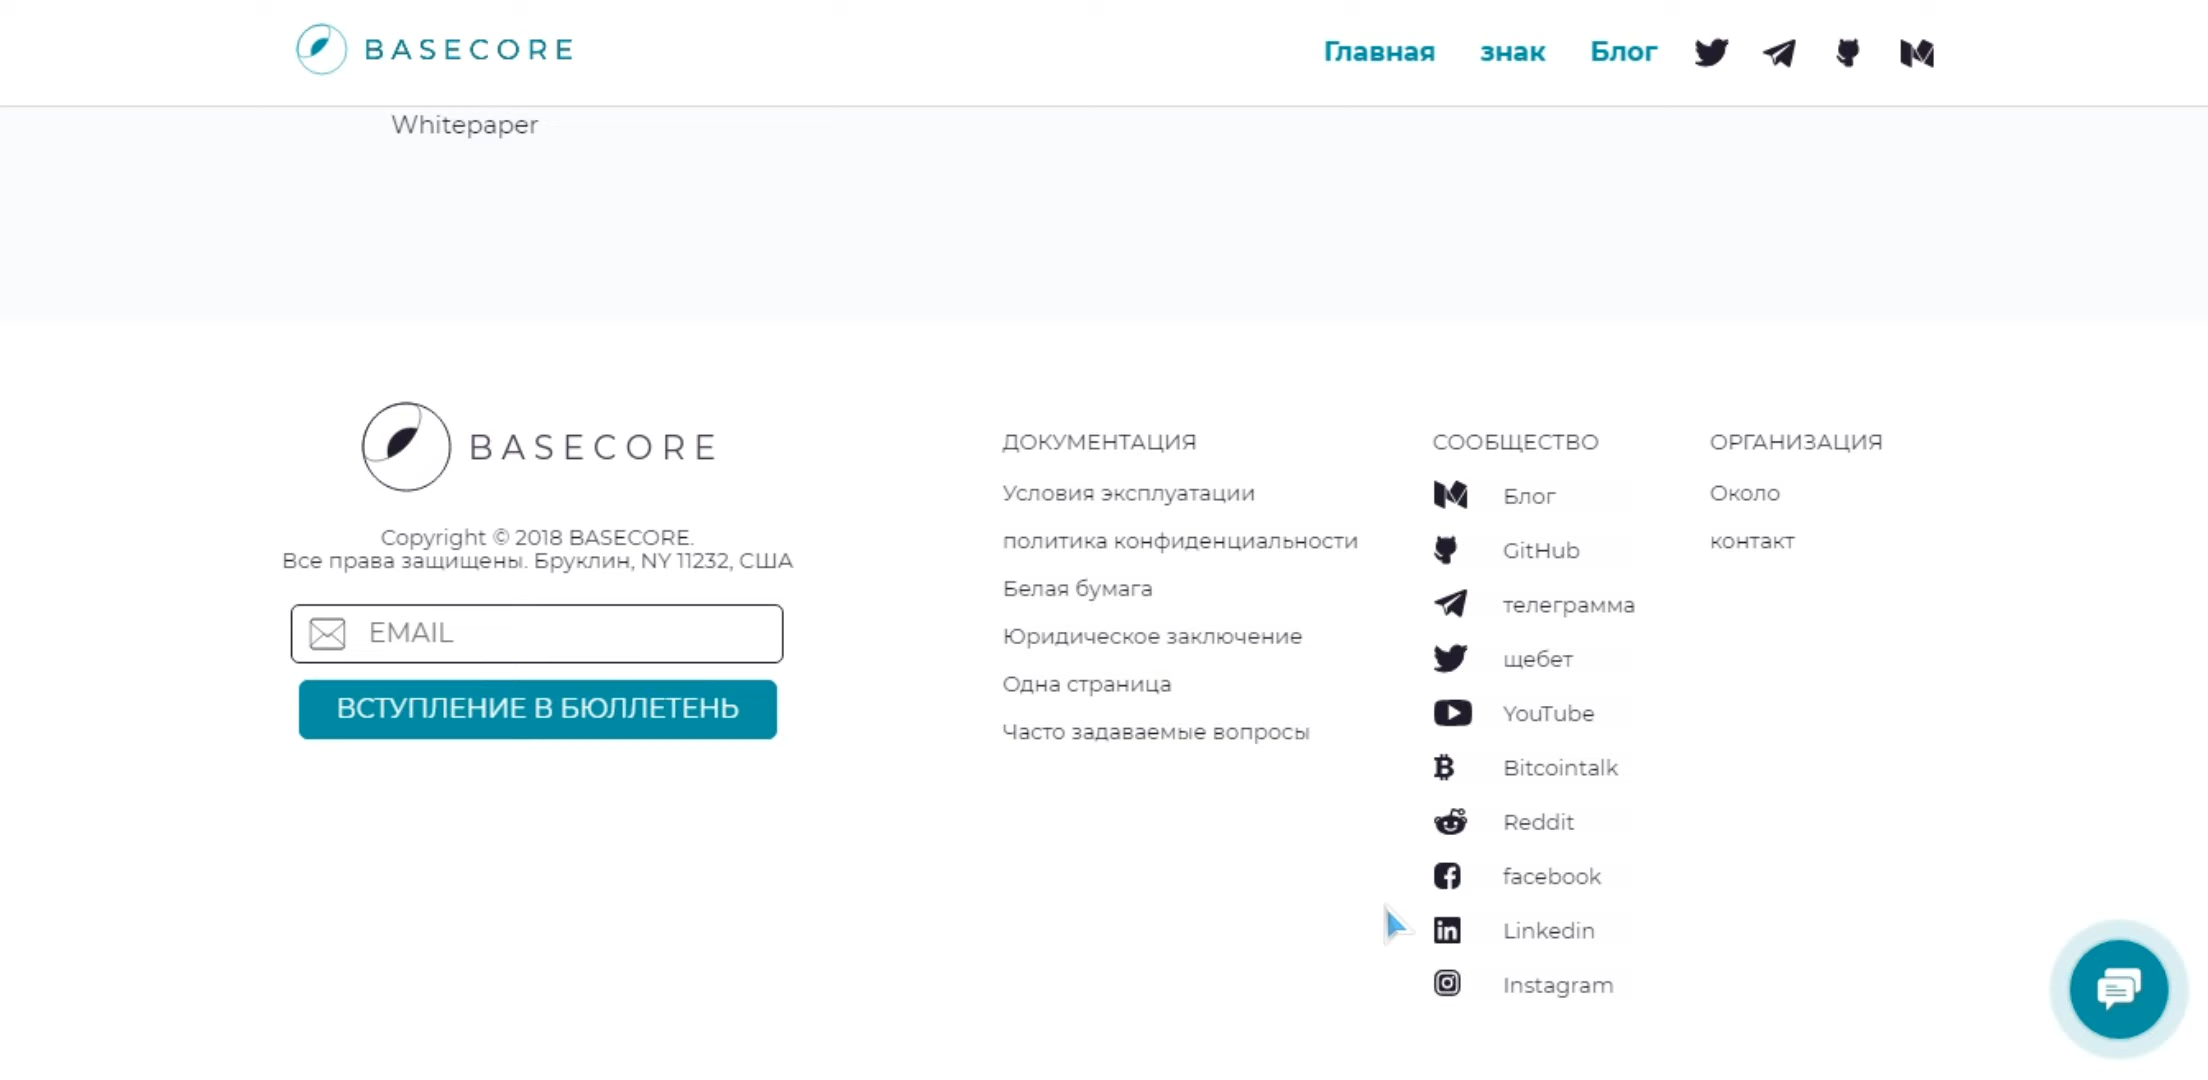 BASECORE
Главная
знак
Блог
Whitepaper
BASECORE
Copyright © 2018 BASECORE.
Все права защищены. Бруклин, NY 11232, США
EMAIL
ВСТУПЛЕНИЕ В БЮЛЛЕТЕНЬ
ДОКУМЕНТАЦИЯ
Условия эксплуатации
политика конфиденциальности
Белая бумага
Юридическое заключение
Одна страница
Часто задаваемые вопросы
СООБЩЕСТВО
Блог
GitHub
телеграмма
щебет
YouTube
Bitcointalk
Reddit
facebook
Linkedin
Instagram
ОРГАНИЗАЦИЯ
Около
контакт